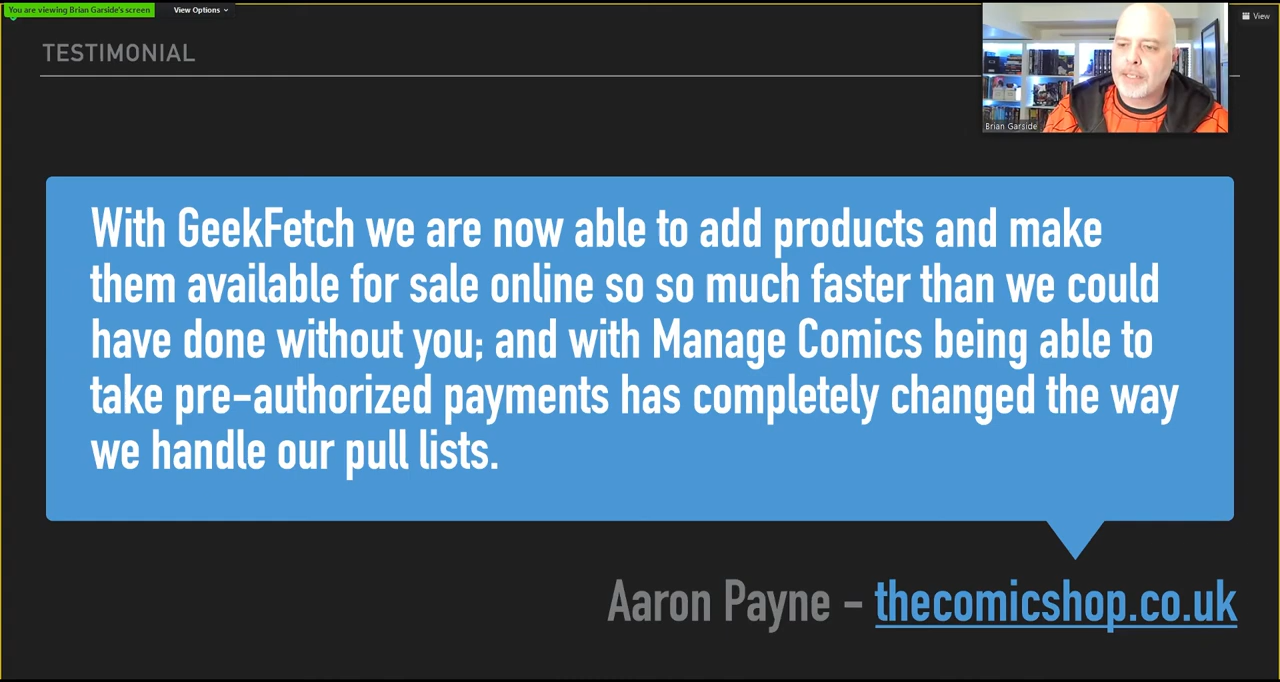 You are viewing Brian Garside's screen
View Options
View
TESTIMONIAL
Brian Garside
With GeekFetch we are now able to add products and make
them available for sale online so so much faster than we could
have done without you; and with Manage Comics being able to
take pre-authorized payments has completely changed the way
we handle our pull lists.
Aaron Payne - thecomicshop.co.uk